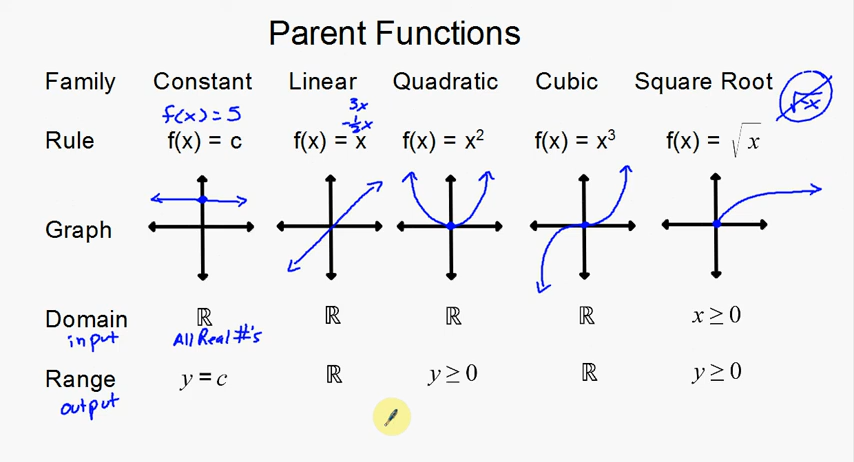 Parent Functions
Family Constant Linear Quadratic Cubic Square Root
f(x) = 5
3x
-½x
√-x
Rule f(x) = c f(x) = x f(x) = x² f(x) = x³ f(x) = √x
Graph
Domain ℝ ℝ ℝ ℝ x ≥ 0
input All Real #'s
Range y = c ℝ y ≥ 0 ℝ y ≥ 0
output